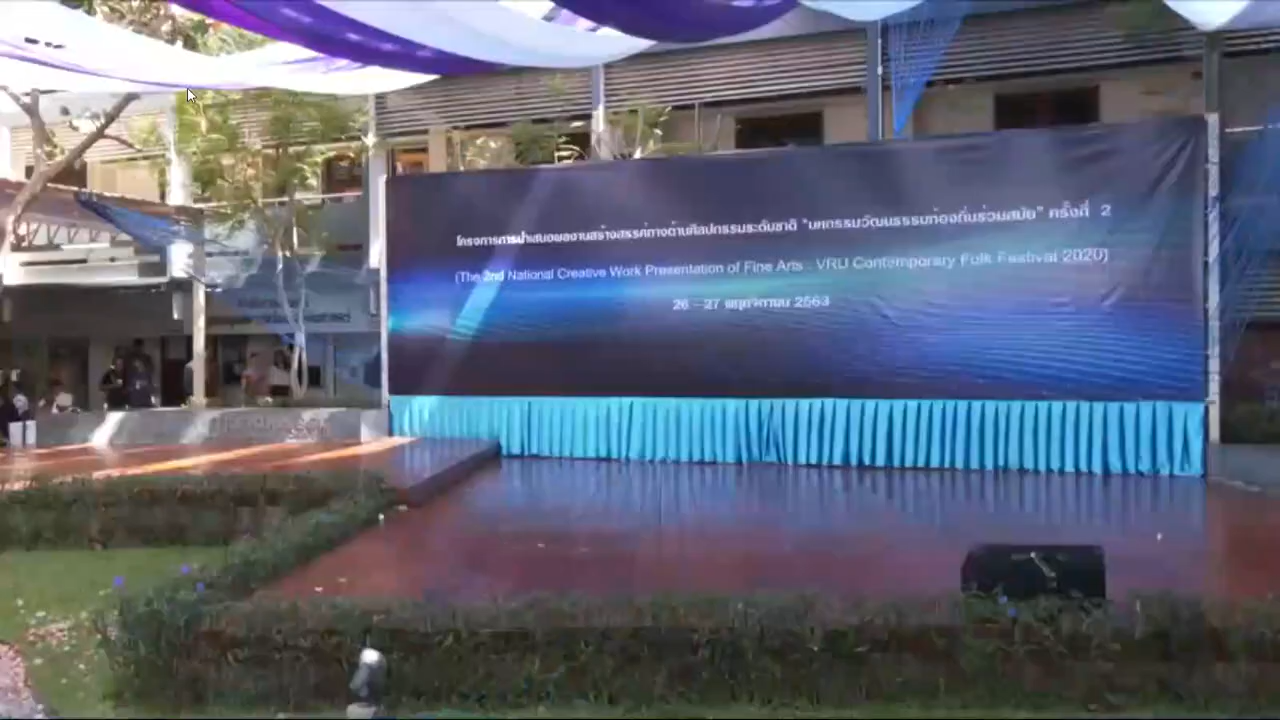 โครงการการนำเสนอผลงานสร้างสรรค์ทางด้านศิลปกรรมระดับชาติ "มหกรรมวัฒนธรรมท้องถิ่นร่วมสมัย" ครั้งที่ 2
(The 2nd National Creative Work Presentation of Fine Arts : VRU Contemporary Folk Festival 2020)
26 - 27 พฤศจิกายน 2563